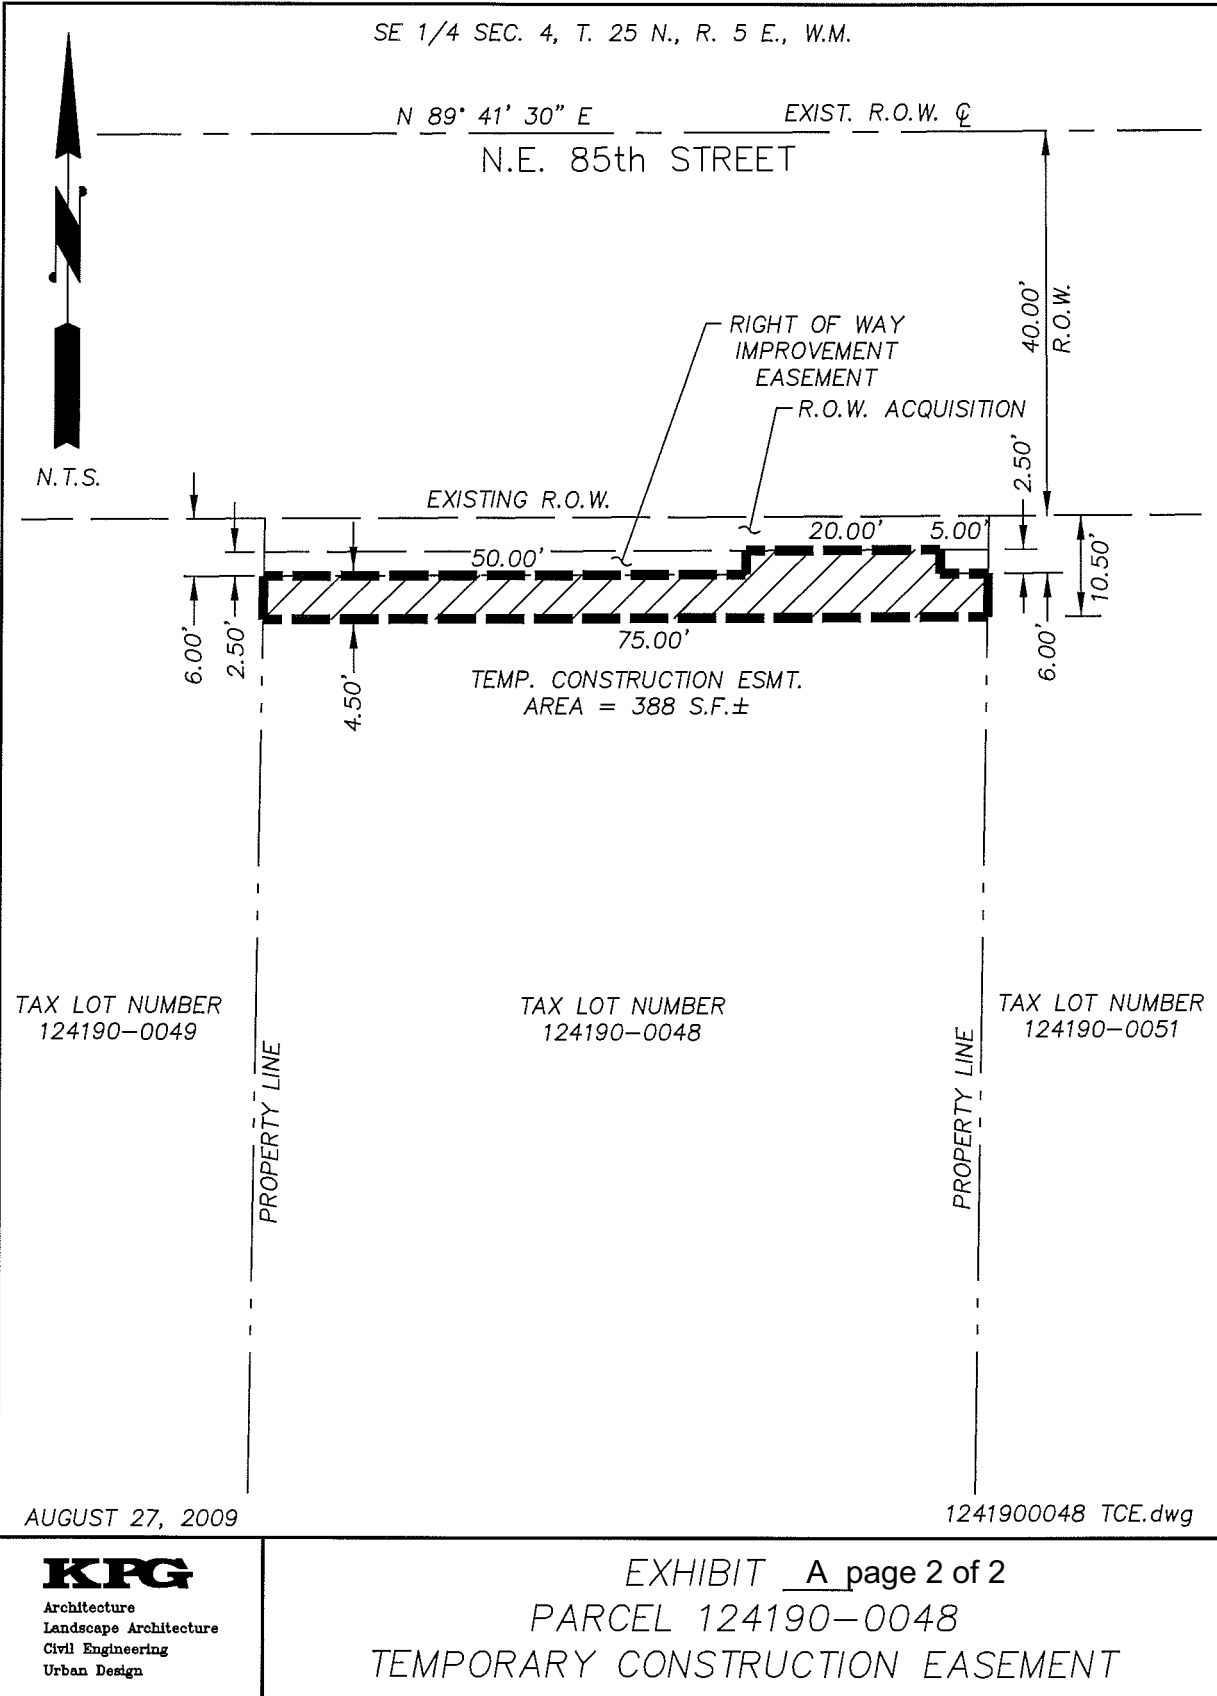 SE 1/4 SEC. 4, T. 25 N., R. 5 E., W.M.
N 89° 41' 30" E
EXIST. R.O.W. ℄
N.E. 85th STREET
40.00'
R.O.W.
RIGHT OF WAY
IMPROVEMENT
EASEMENT
R.O.W. ACQUISITION
N.T.S.
EXISTING R.O.W.
2.50'
20.00'
5.00'
50.00'
10.50'
6.00'
2.50'
4.50'
75.00'
6.00'
TEMP. CONSTRUCTION ESMT.
AREA = 388 S.F.±
TAX LOT NUMBER
124190-0049
TAX LOT NUMBER
124190-0048
TAX LOT NUMBER
124190-0051
PROPERTY LINE
PROPERTY LINE
AUGUST 27, 2009
1241900048 TCE.dwg
KPG
Architecture
Landscape Architecture
Civil Engineering
Urban Design
EXHIBIT A page 2 of 2
PARCEL 124190-0048
TEMPORARY CONSTRUCTION EASEMENT